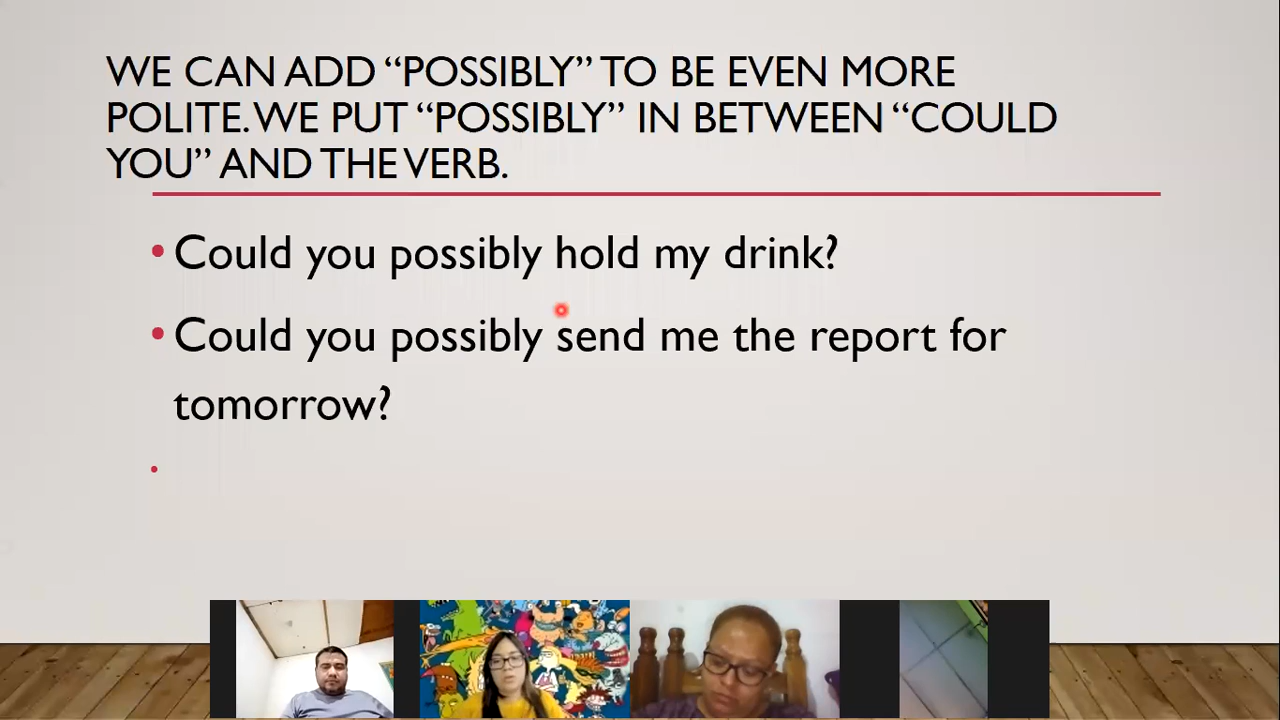 WE CAN ADD “POSSIBLY” TO BE EVEN MORE
POLITE. WE PUT “POSSIBLY” IN BETWEEN “COULD
YOU” AND THE VERB.
• Could you possibly hold my drink?
• Could you possibly send me the report for
tomorrow?
•